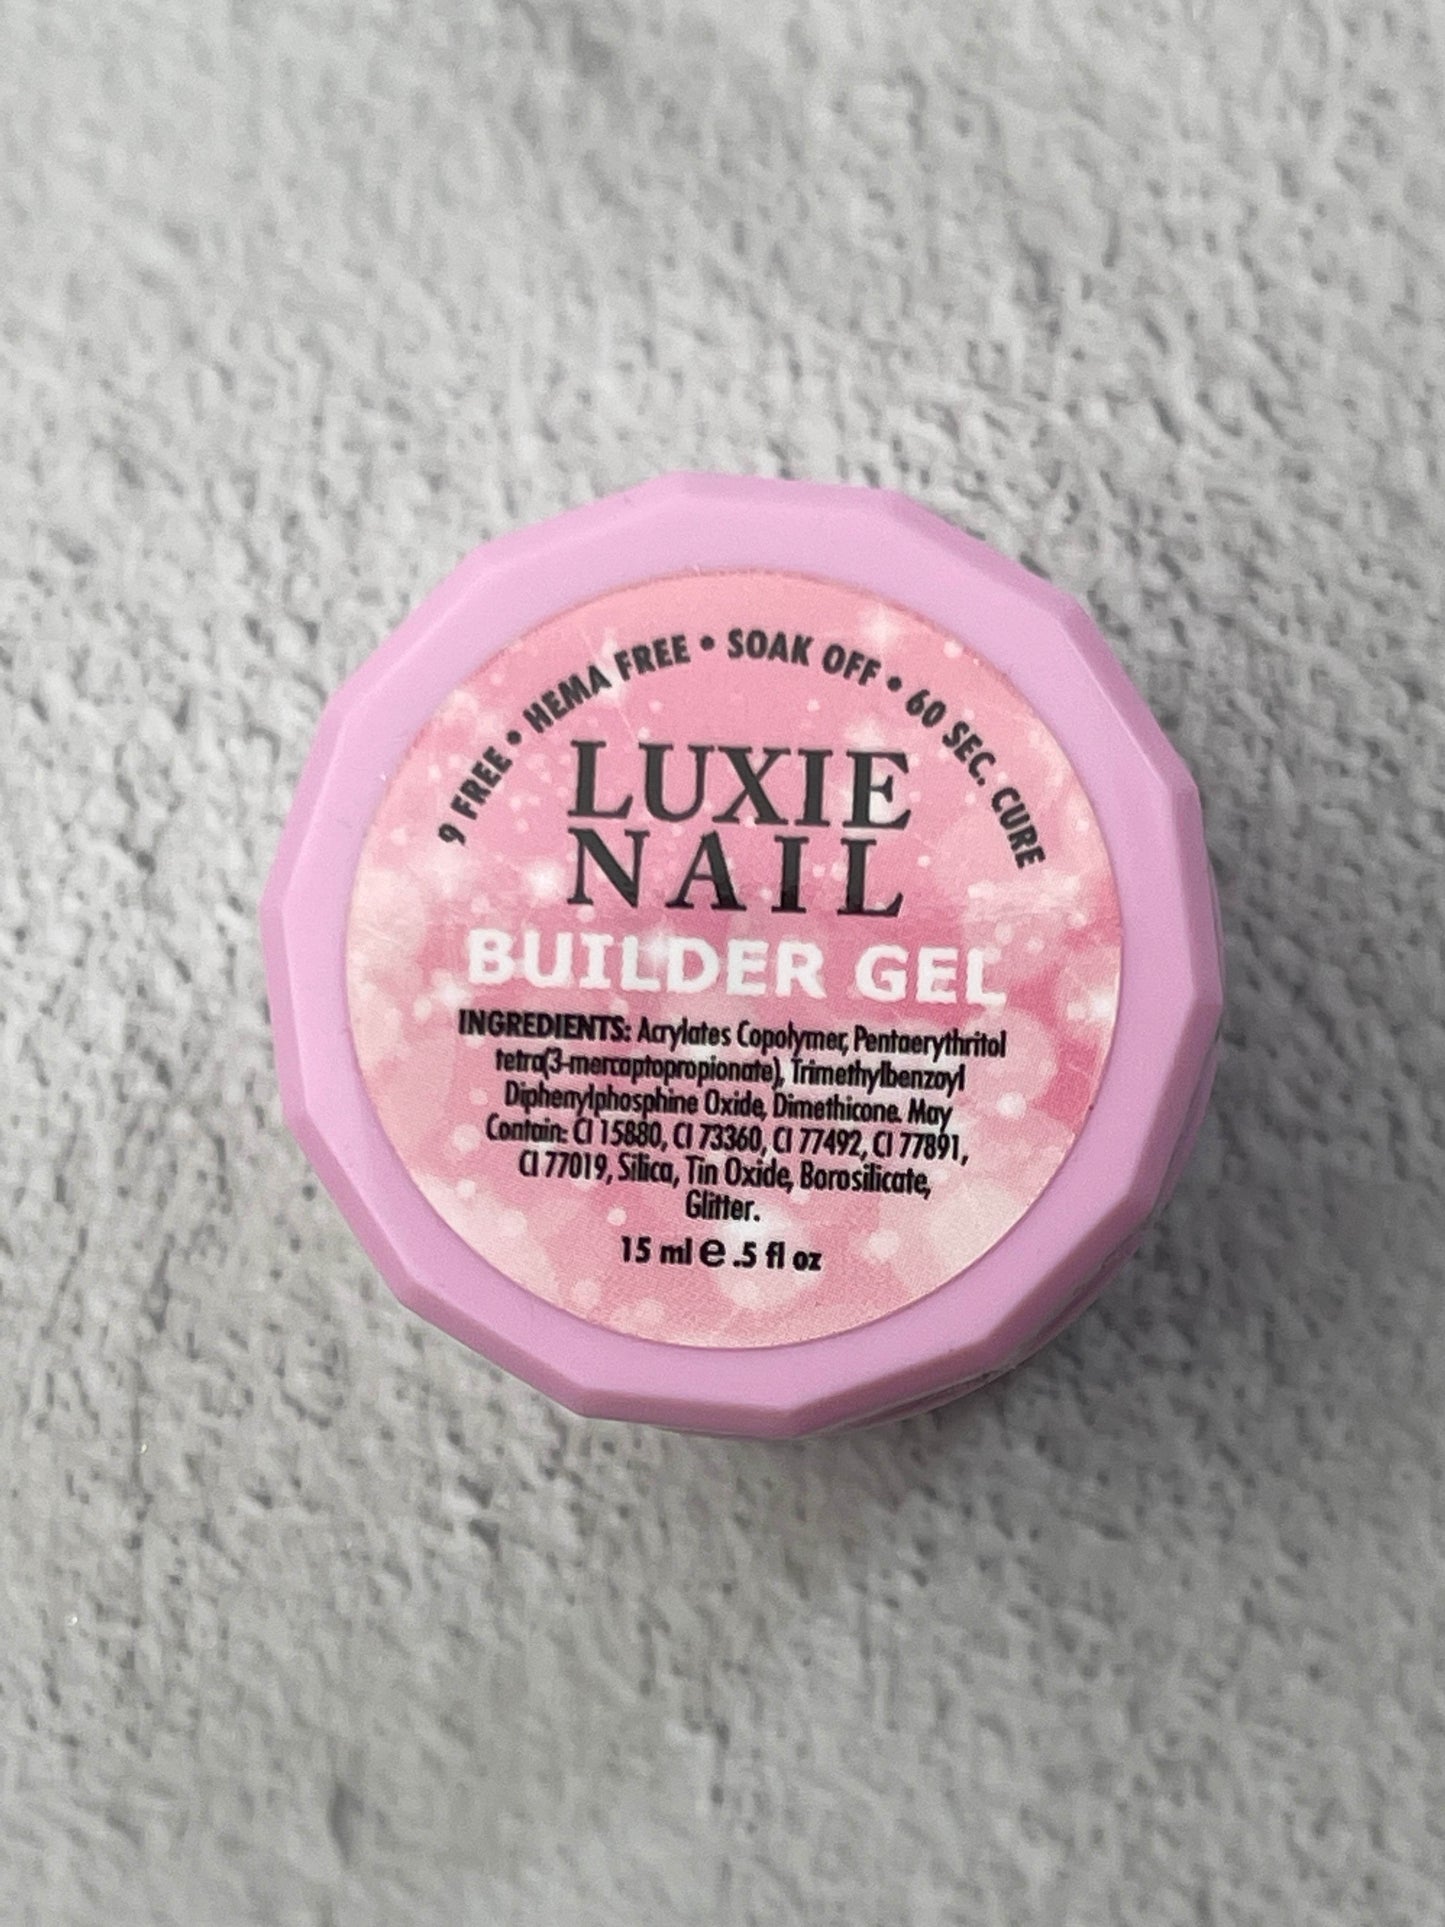 9 FREE • HEMA FREE • SOAK OFF • 60 SEC. CURE
LUXIE
NAIL
BUILDER GEL
INGREDIENTS: Acrylates Copolymer, Pentaerythritol
tetra(3-mercaptopropionate), Trimethylbenzoyl
Diphenylphosphine Oxide, Dimethicone. May
Contain: CI 15880, CI 73360, CI 77492, CI 77891,
CI 77019, Silica, Tin Oxide, Borosilicate,
Glitter.
15 ml e .5 fl oz